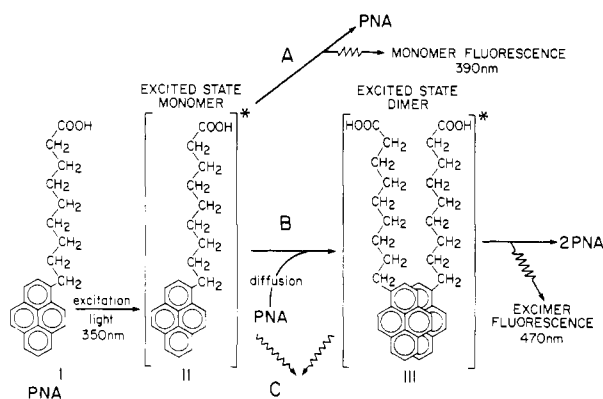 PNA
A
MONOMER FLUORESCENCE
390nm
EXCITED STATE
MONOMER
*
EXCITED STATE
DIMER
*
COOH
CH2
CH2
CH2
CH2
CH2
CH2
CH2
CH2
I
PNA
excitation
light
350nm
COOH
CH2
CH2
CH2
CH2
CH2
CH2
CH2
CH2
II
B
diffusion
PNA
C
HOOC
CH2
CH2
CH2
CH2
CH2
CH2
CH2
CH2
COOH
CH2
CH2
CH2
CH2
CH2
CH2
CH2
CH2
III
2PNA
EXCIMER
FLUORESCENCE
470nm